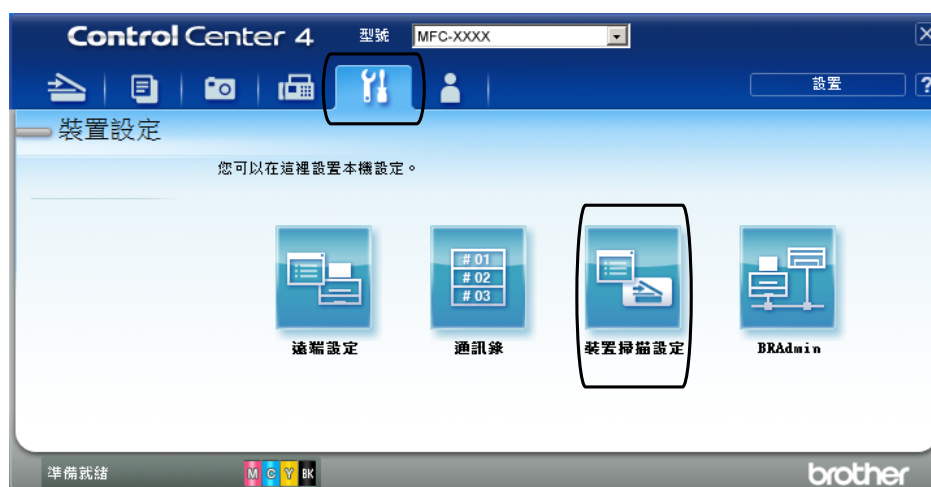 Control Center 4 型號 MFC-XXXX X
設置 ?
裝置設定
您可以在這裡設置本機設定。
#01
#02
#03
遠端設定 通訊錄 裝置掃描設定 BRAdmin
準備就緒 M C Y BK brother